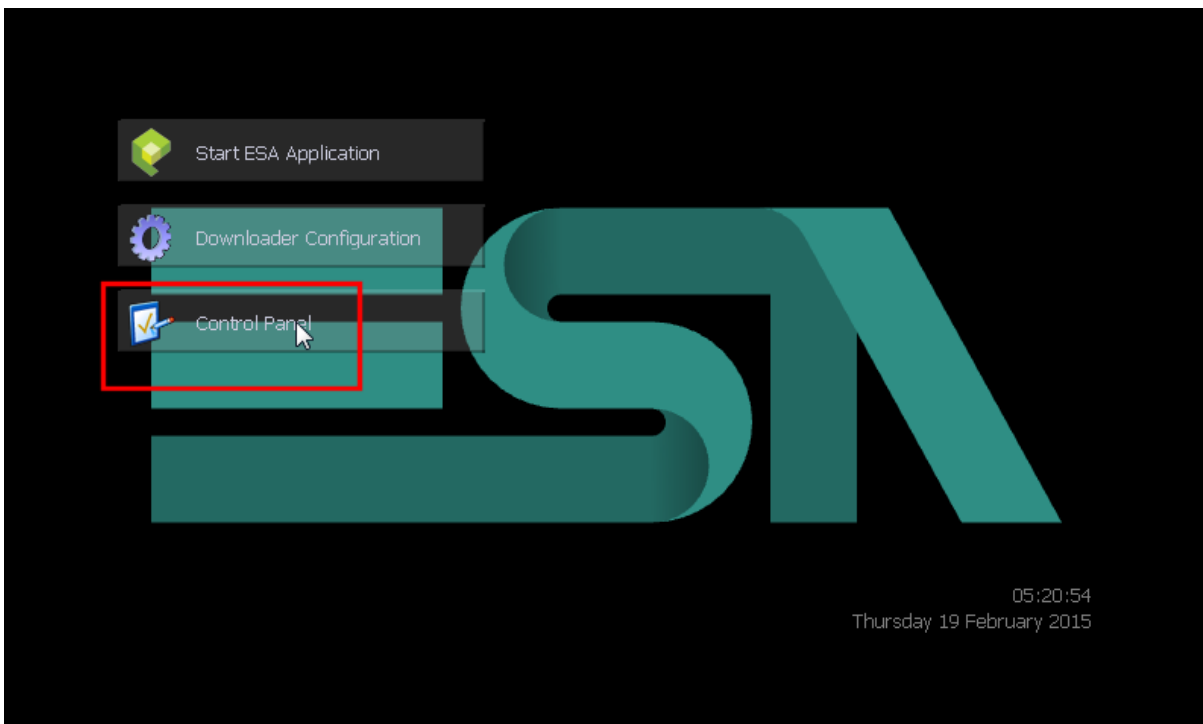 Start ESA Application
Downloader Configuration
Control Panel
ESA
05:20:54
Thursday 19 February 2015